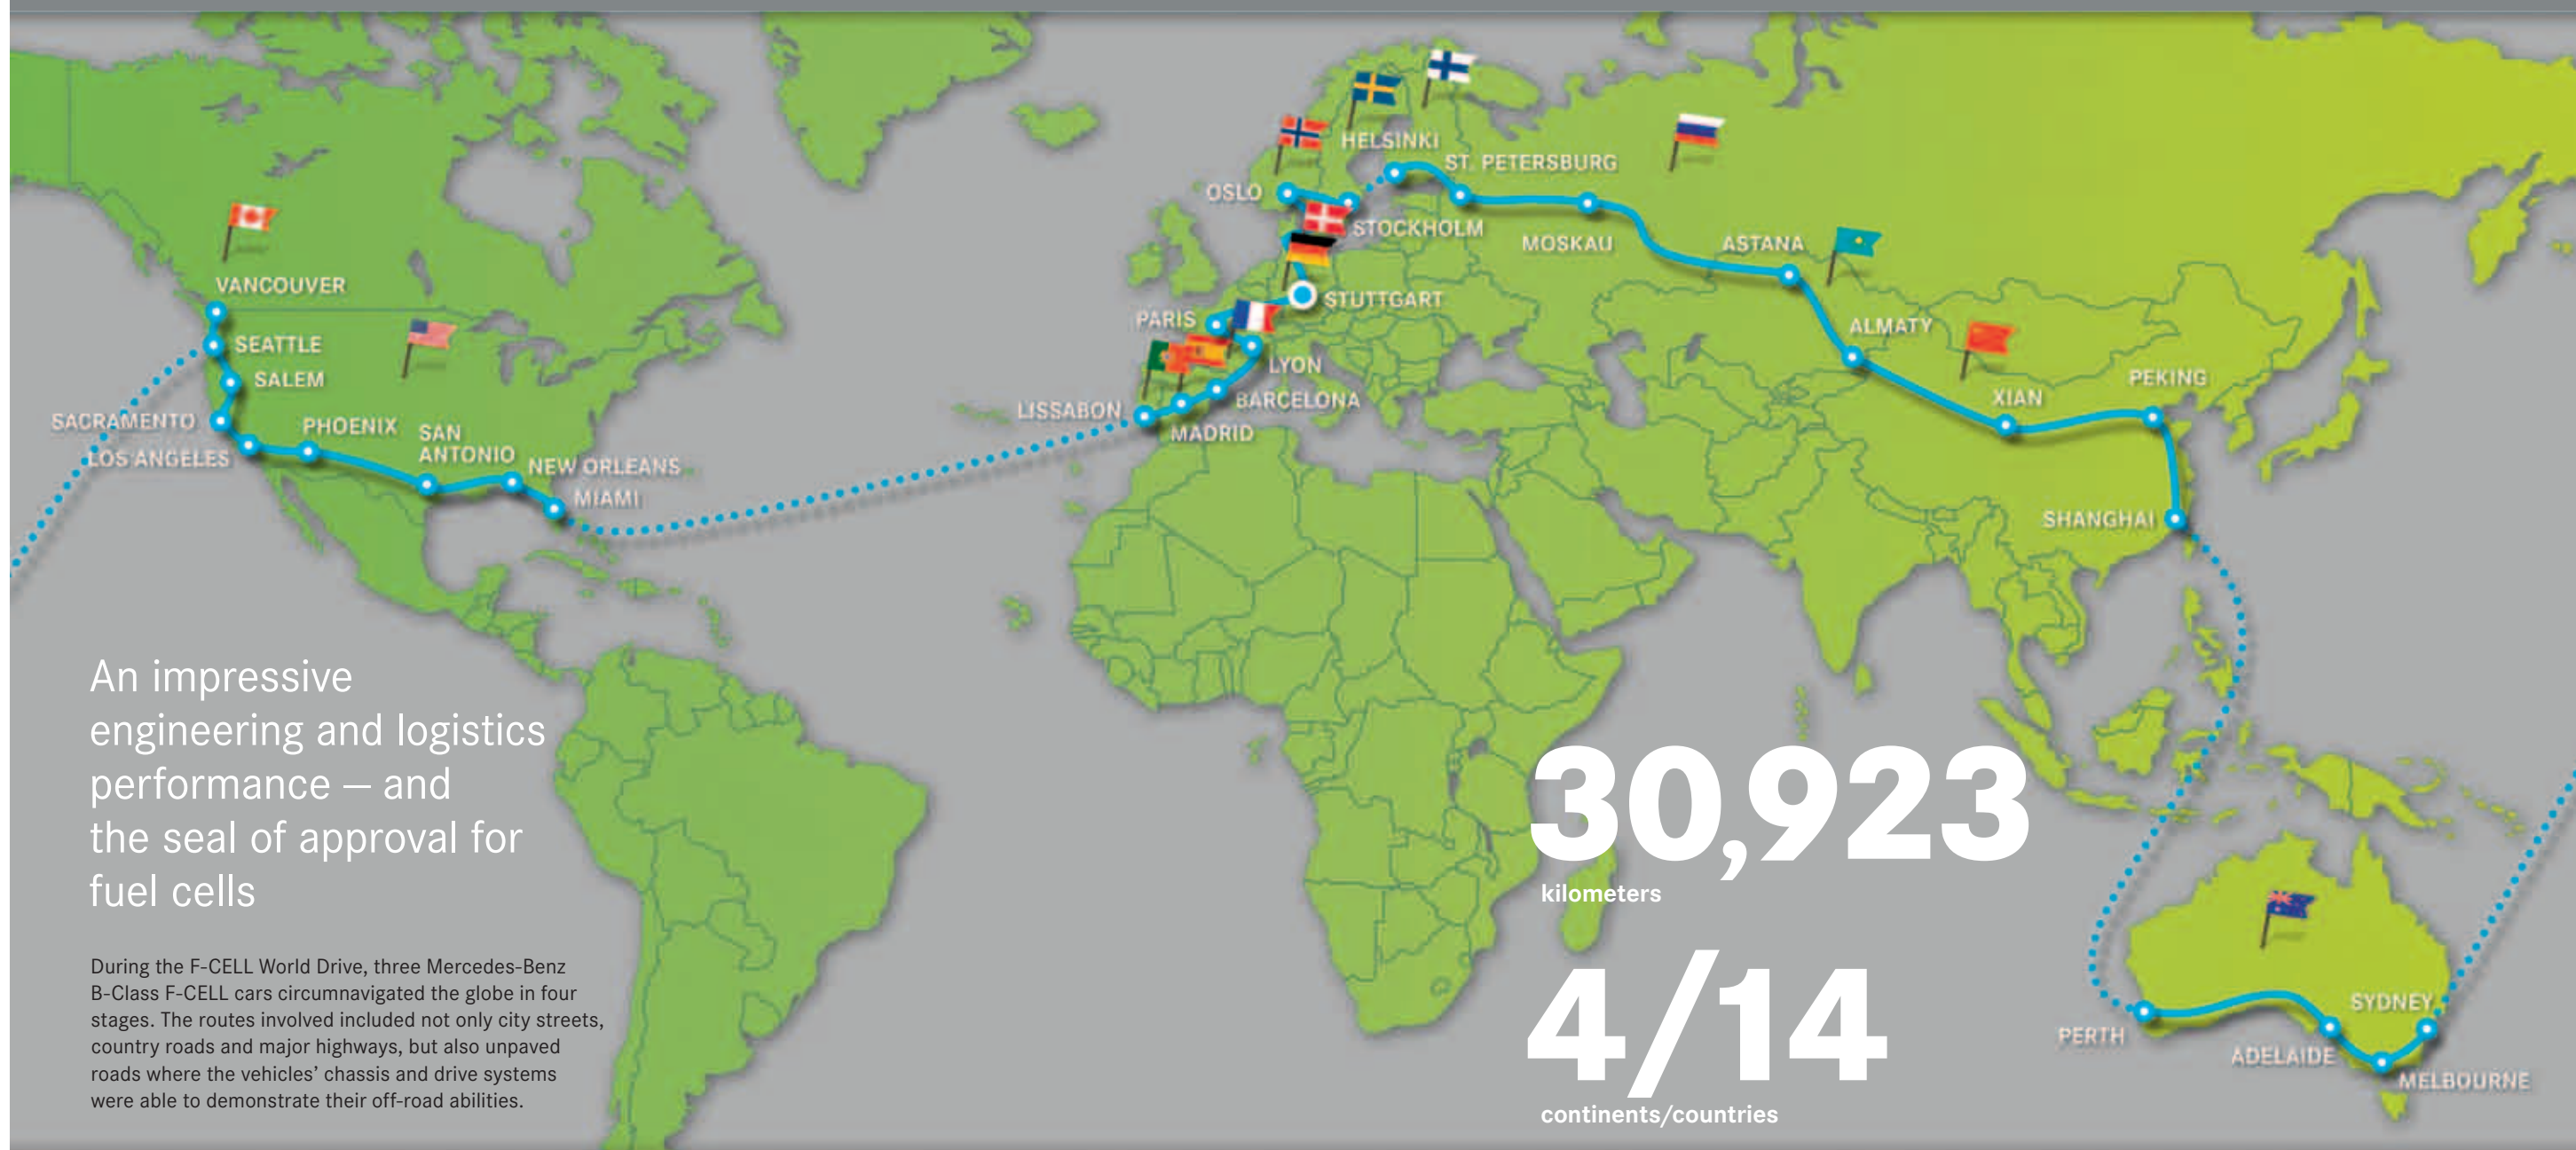 HELSINKI
ST. PETERSBURG
OSLO
STOCKHOLM
MOSKAU
ASTANA
VANCOUVER
STUTTGART
PARIS
ALMATY
SEATTLE
LYON
SALEM
PEKING
XIAN
BARCELONA
LISSABON
SACRAMENTO
PHOENIX
SAN
ANTONIO
MADRID
LOS ANGELES
NEW ORLEANS
MIAMI
SHANGHAI
An impressive
engineering and logistics
performance – and
the seal of approval for
fuel cells
During the F-CELL World Drive, three Mercedes-Benz
B-Class F-CELL cars circumnavigated the globe in four
stages. The routes involved included not only city streets,
country roads and major highways, but also unpaved
roads where the vehicles’ chassis and drive systems
were able to demonstrate their off-road abilities.
30,923
kilometers
4/14
continents/countries
SYDNEY
PERTH
ADELAIDE
MELBOURNE